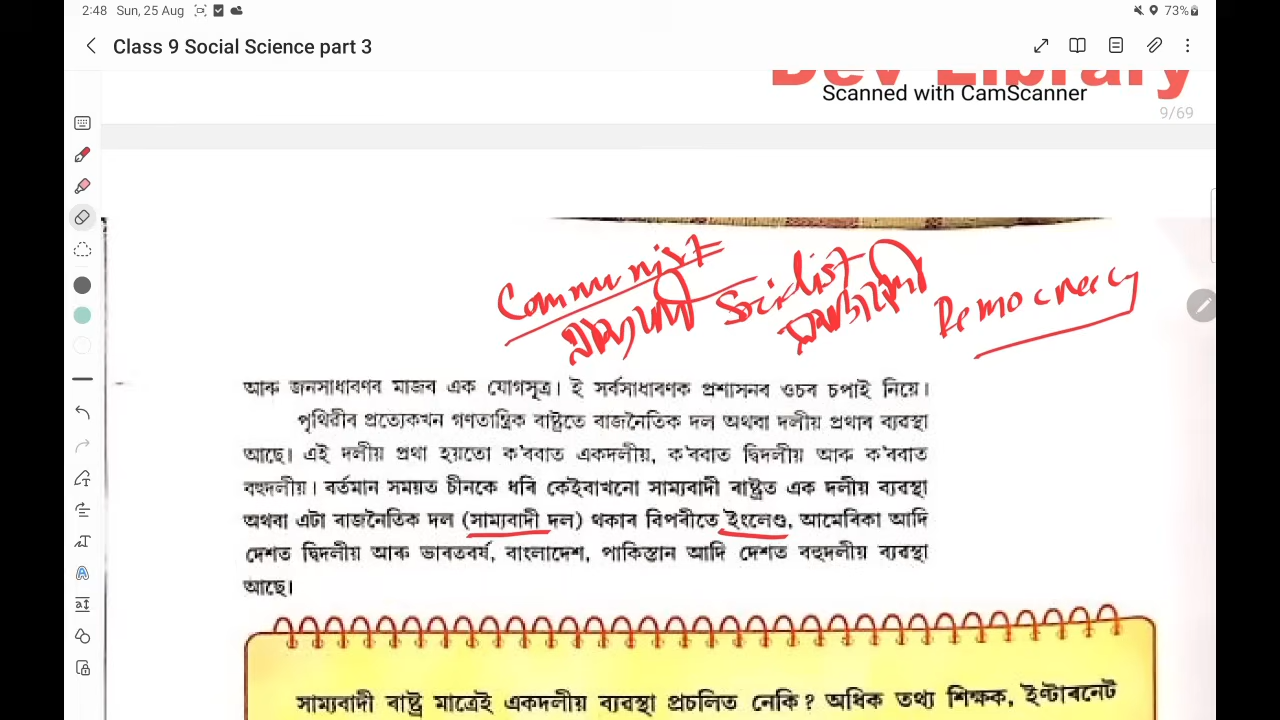 2:48 Sun, 25 Aug
73%
Class 9 Social Science part 3
Dev Library
Scanned with CamScanner
9/69
Communist
Socialist
Democracy
আৰু জনসাধাৰণৰ মাজৰ এক যোগসূত্ৰ। ই সৰ্বসাধাৰণক প্ৰশাসনৰ ওচৰ চপাই নিয়ে।
পৃথিৱীৰ প্ৰত্যেকখন গণতান্ত্ৰিক ৰাষ্ট্ৰতে ৰাজনৈতিক দল অথবা দলীয় প্ৰথাৰ ব্যৱস্থা
আছে। এই দলীয় প্ৰথা হয়তো ক'ৰবাত একদলীয়, ক'ৰবাত দ্বিদলীয় আৰু ক'ৰবাত
বহুদলীয়। বৰ্তমান সময়ত চীনকে ধৰি কেইবাখনো সাম্যবাদী ৰাষ্ট্ৰত এক দলীয় ব্যৱস্থা
অথবা এটা ৰাজনৈতিক দল (সাম্যবাদী দল) থকাৰ বিপৰীতে ইংলেণ্ড, আমেৰিকা আদি
দেশত দ্বিদলীয় আৰু ভাৰতবৰ্ষ, বাংলাদেশ, পাকিস্তান আদি দেশত বহুদলীয় ব্যৱস্থা
আছে।
সাম্যবাদী ৰাষ্ট্ৰ মাত্ৰেই একদলীয় ব্যৱস্থা প্ৰচলিত নেকি? অধিক তথ্য শিক্ষক, ইণ্টাৰনেট